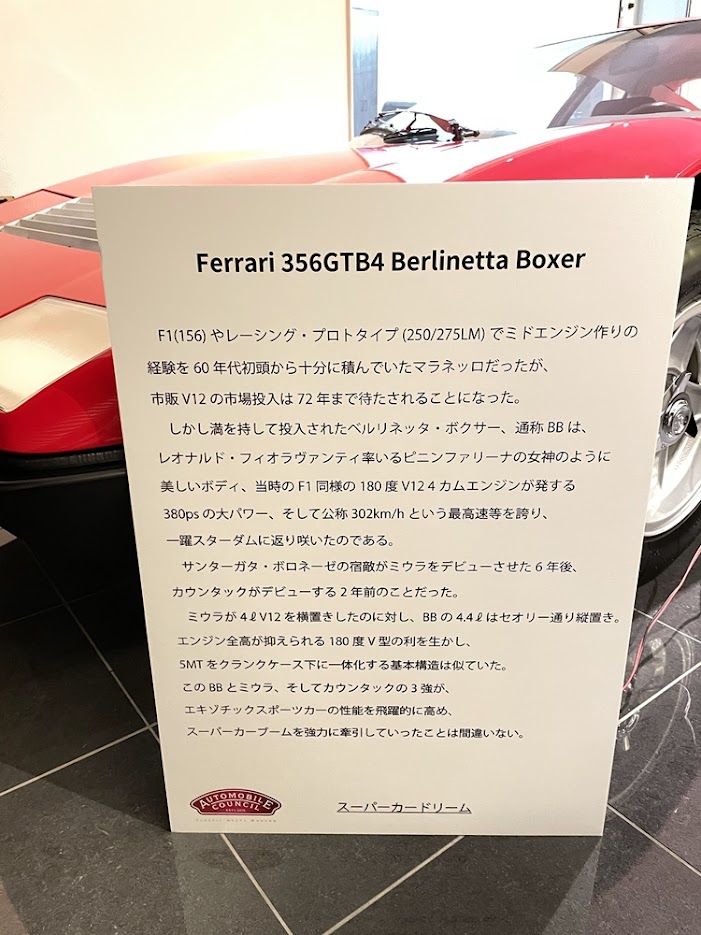 Ferrari 356GTB4 Berlinetta Boxer
F1(156) やレーシング・プロトタイプ (250/275LM) でミドエンジン作りの
経験を 60 年代初頭から十分に積んでいたマラネッロだったが、
市販 V12 の市場投入は 72 年まで待たされることになった。
しかし満を持して投入されたベルリネッタ・ボクサー、通称 BB は、
レオナルド・フィオラヴァンティ率いるピニンファリーナの女神のように
美しいボディ、当時の F1 同様の 180 度 V12 4 カムエンジンが発する
380ps の大パワー、そして公称 302km/h という最高速等を誇り、
一躍スターダムに返り咲いたのである。
サンターガタ・ボロネーゼの宿敵がミウラをデビューさせた 6 年後、
カウンタックがデビューする 2 年前のことだった。
ミウラが 4ℓV12 を横置きしたのに対し、BB の 4.4ℓはセオリー通り縦置き。
エンジン全高が抑えられる 180 度 V 型の利を生かし、
5MT をクランクケース下に一体化する基本構造は似ていた。
この BB とミウラ、そしてカウンタックの 3 強が、
エキゾチックスポーツカーの性能を飛躍的に高め、
スーパーカーブームを強力に牽引していったことは間違いない。
AUTOMOBILE
COUNCIL
スーパーカードリーム